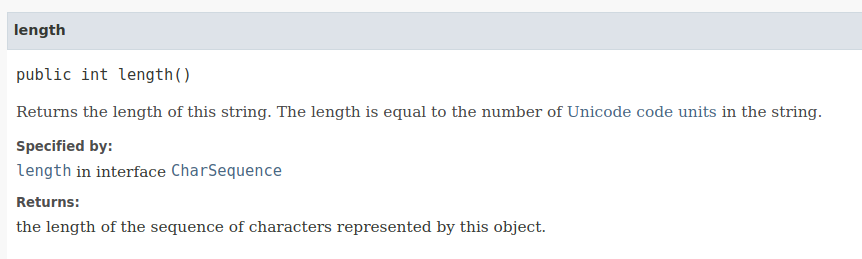 length
public int length()
Returns the length of this string. The length is equal to the number of Unicode code units in the string.
Specified by:
length in interface CharSequence
Returns:
the length of the sequence of characters represented by this object.